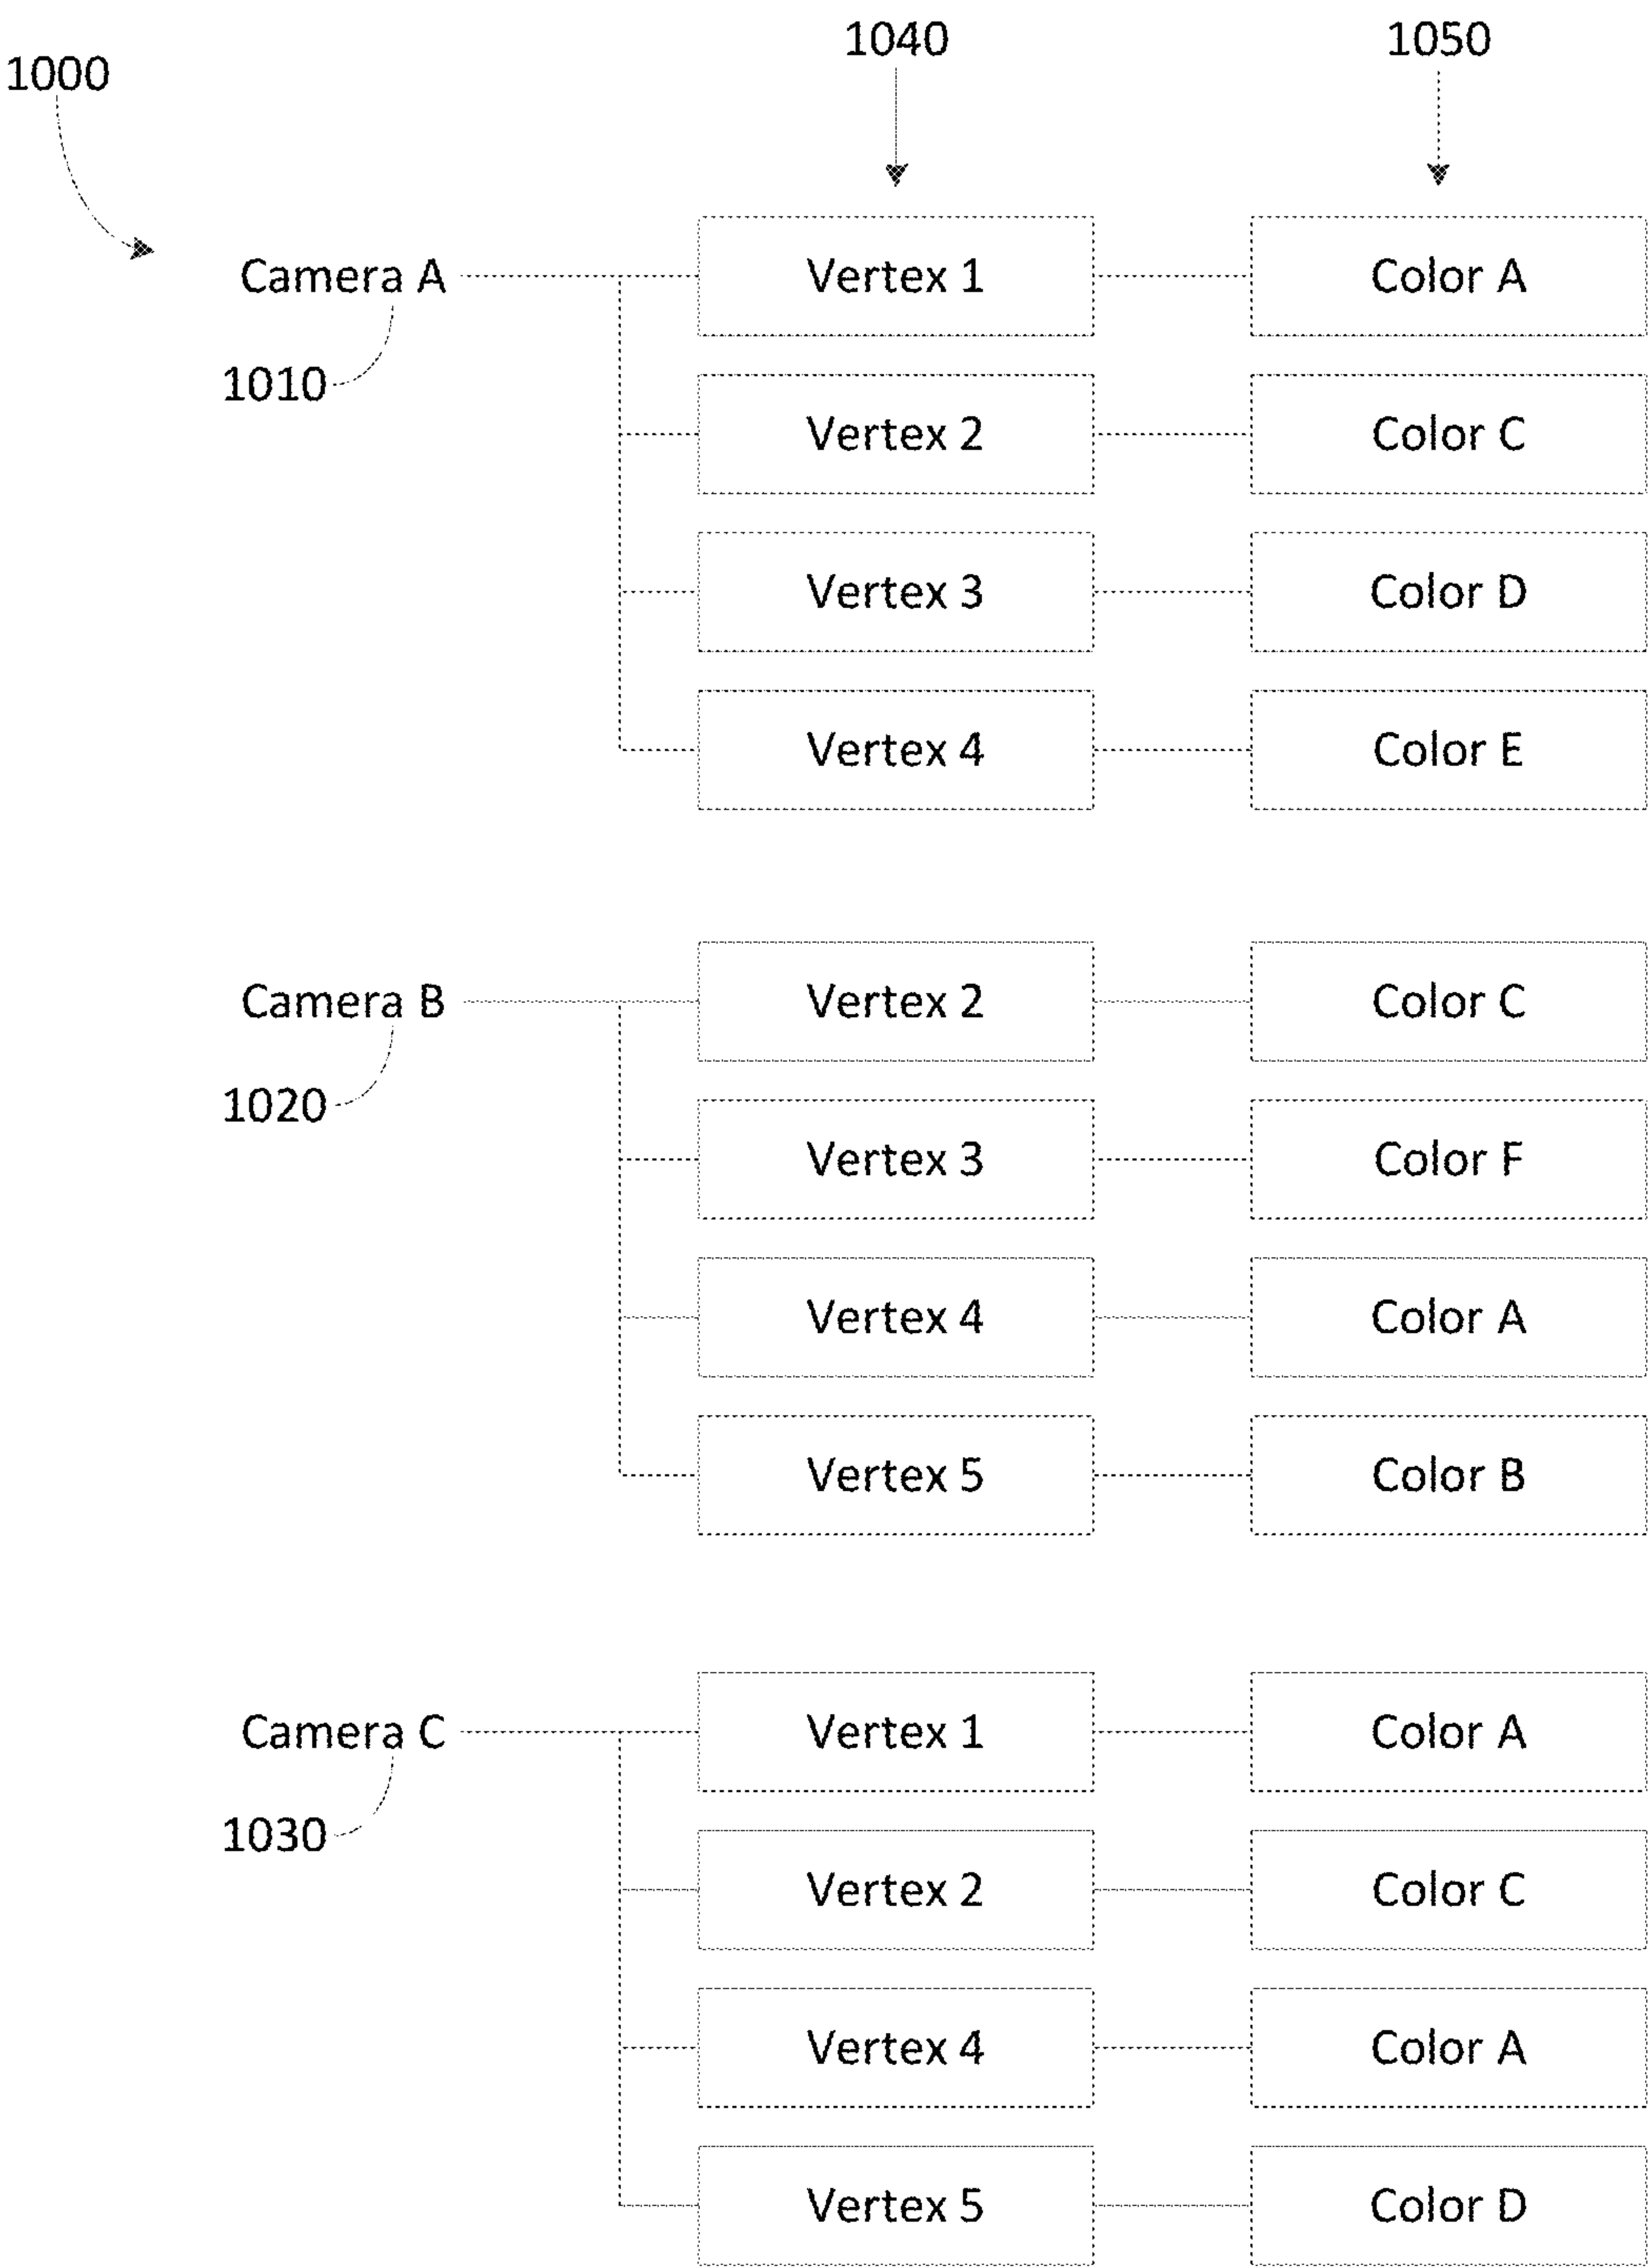 1040 1050
1000
Camera A Vertex 1 Color A
1010
Vertex 2 Color C
Vertex 3 Color D
Vertex 4 Color E
Camera B Vertex 2 Color C
1020
Vertex 3 Color F
Vertex 4 Color A
Vertex 5 Color B
Camera C Vertex 1 Color A
1030
Vertex 2 Color C
Vertex 4 Color A
Vertex 5 Color D